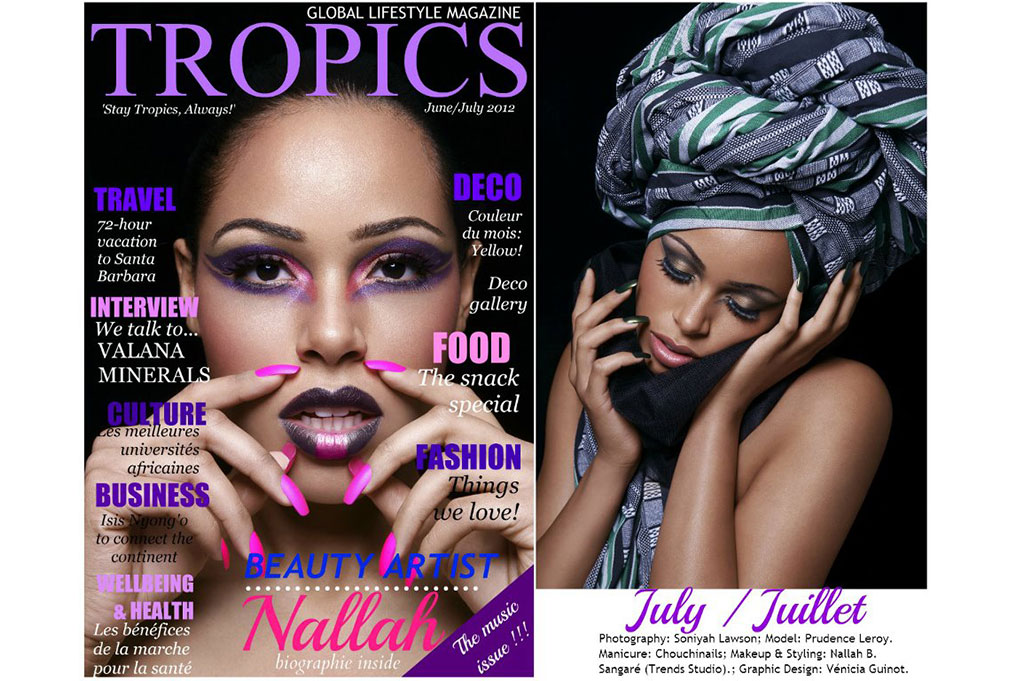 GLOBAL LIFESTYLE MAGAZINE
TROPICS
'Stay Tropics, Always!'
June/July 2012
TRAVEL
72-hour
vacation
to Santa
Barbara
INTERVIEW
We talk to...
VALANA
MINERALS
CULTURE
Les meilleures
universités
africaines
BUSINESS
Isis Nyong'o
to connect the
continent
WELLBEING
& HEALTH
Les bénéfices
de la marche
pour la santé
DECO
Couleur
du mois:
Yellow!
Deco
gallery
FOOD
The snack
special
FASHION
Things
we love!
BEAUTY ARTIST
Nallah
biographie inside
The music
issue !!!
July / Juillet
Photography: Soniyah Lawson; Model: Prudence Leroy.
Manicure: Chouchinails; Makeup & Styling: Nallah B.
Sangaré (Trends Studio).; Graphic Design: Vénicia Guinot.